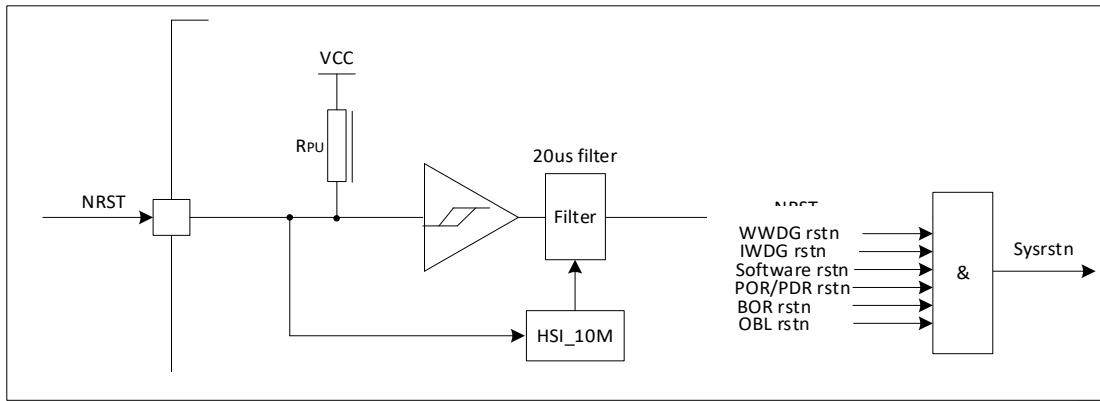 VCC
RPU
20us filter
NRST
Filter
HSI_10M
NRST
WWDG rstn
IWDG rstn
Software rstn
POR/PDR rstn
BOR rstn
OBL rstn
&
Sysrstn